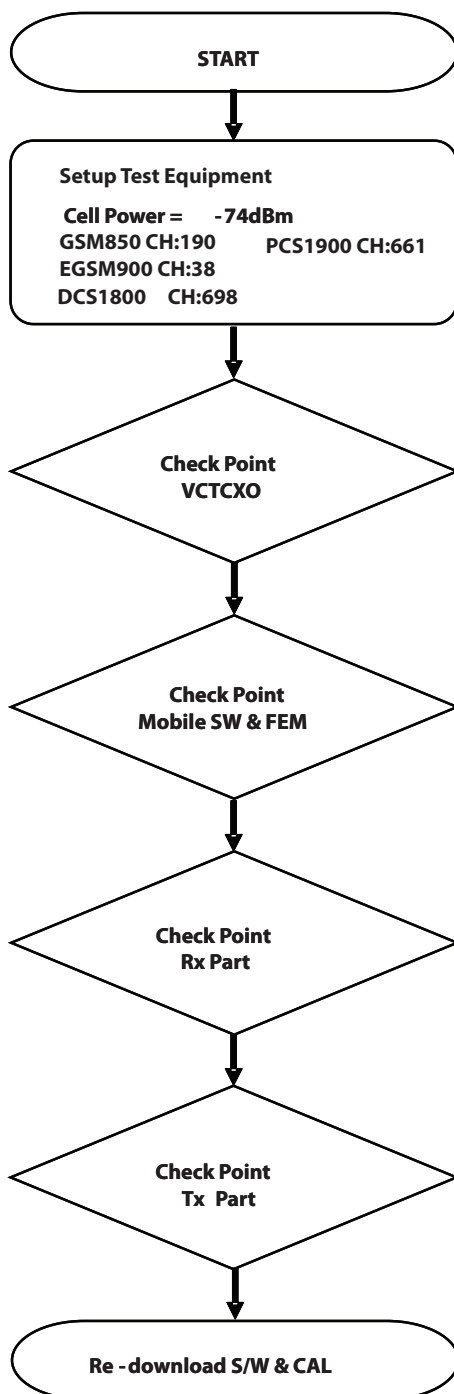 START
Setup Test Equipment
Cell Power = -74dBm
GSM850 CH:190 PCS1900 CH:661
EGSM900 CH:38
DCS1800 CH:698
Check Point
VCTCXO
Check Point
Mobile SW & FEM
Check Point
Rx Part
Check Point
Tx Part
Re -download S/W & CAL